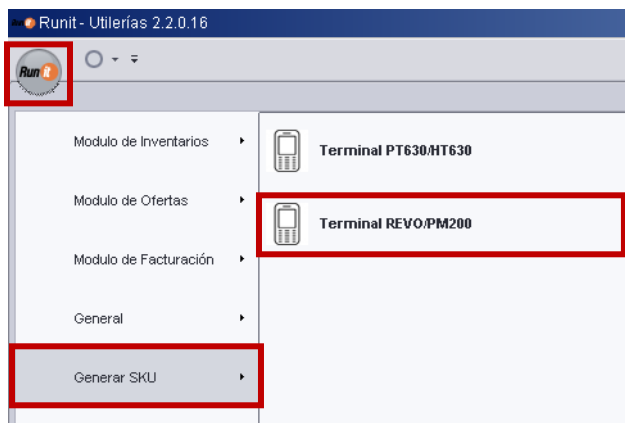 Runit - Utilerías 2.2.0.16
Run it
Modulo de Inventarios
Terminal PT630/HT630
Modulo de Ofertas
Terminal REVO/PM200
Modulo de Facturación
General
Generar SKU